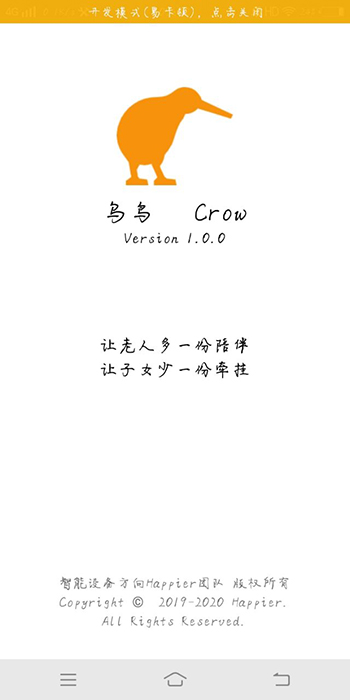 开发模式(易卡顿), 点击关闭
乌乌 Crow
Version 1.0.0
让老人多一份陪伴
让子女少一份牵挂
智能设备方向Happier团队 版权所有
Copyright © 2019-2020 Happier.
All Rights Reserved.